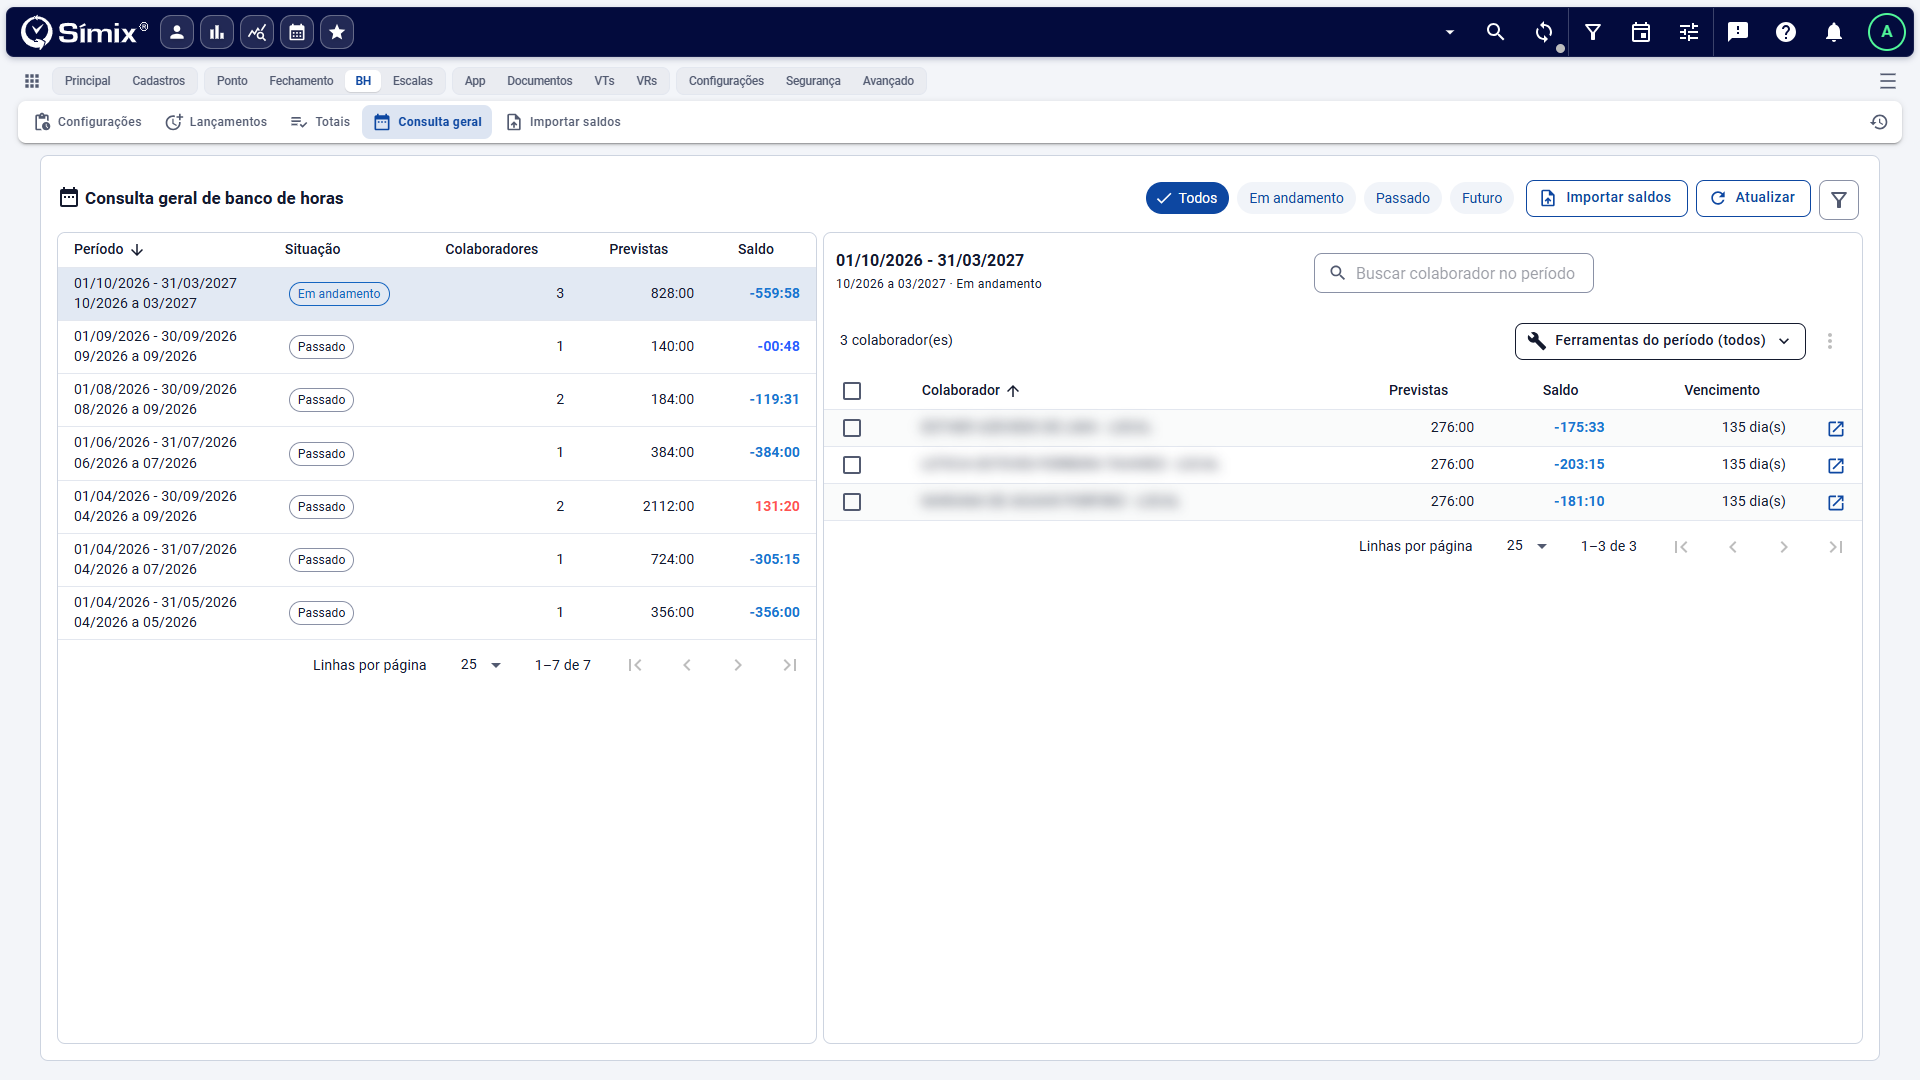 Símix®
A
Principal Cadastros Ponto Fechamento BH Escalas App Documentos VTs VRs Configurações Segurança Avançado
Configurações Lançamentos Totais Consulta geral Importar saldos
Consulta geral de banco de horas
Todos Em andamento Passado Futuro Importar saldos Atualizar
Período Situação Colaboradores Previstas Saldo
01/10/2026 - 31/03/2027
10/2026 a 03/2027
Em andamento 3 828:00 -559:58
01/09/2026 - 30/09/2026
09/2026 a 09/2026
Passado 1 140:00 -00:48
01/08/2026 - 30/09/2026
08/2026 a 09/2026
Passado 2 184:00 -119:31
01/06/2026 - 31/07/2026
06/2026 a 07/2026
Passado 1 384:00 -384:00
01/04/2026 - 30/09/2026
04/2026 a 09/2026
Passado 2 2112:00 131:20
01/04/2026 - 31/07/2026
04/2026 a 07/2026
Passado 1 724:00 -305:15
01/04/2026 - 31/05/2026
04/2026 a 05/2026
Passado 1 356:00 -356:00
Linhas por página 25 1–7 de 7
01/10/2026 - 31/03/2027
10/2026 a 03/2027 · Em andamento
Buscar colaborador no período
3 colaborador(es)
Ferramentas do período (todos)
Colaborador Previstas Saldo Vencimento
276:00 -175:33 135 dia(s)
276:00 -203:15 135 dia(s)
276:00 -181:10 135 dia(s)
Linhas por página 25 1–3 de 3